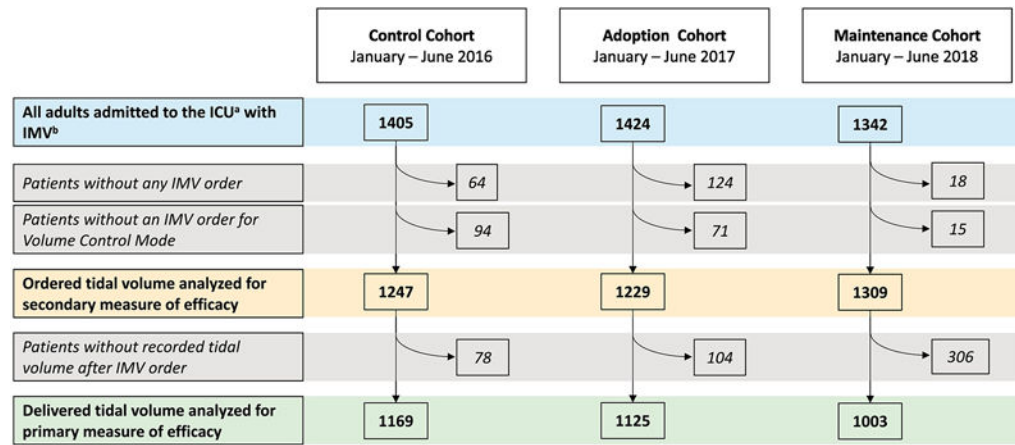 Control Cohort
January – June 2016
Adoption Cohort
January – June 2017
Maintenance Cohort
January – June 2018
All adults admitted to the ICUᵃ with
IMVᵇ
1405
1424
1342
Patients without any IMV order
64
124
18
Patients without an IMV order for
Volume Control Mode
94
71
15
Ordered tidal volume analyzed for
secondary measure of efficacy
1247
1229
1309
Patients without recorded tidal
volume after IMV order
78
104
306
Delivered tidal volume analyzed for
primary measure of efficacy
1169
1125
1003